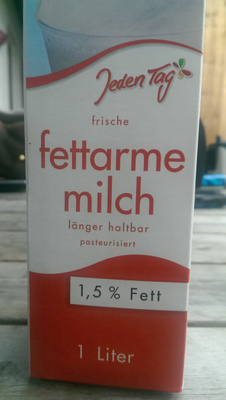 Jeden Tag
frische
fettarme
milch
länger haltbar
pasteurisiert
1,5 % Fett
1 Liter